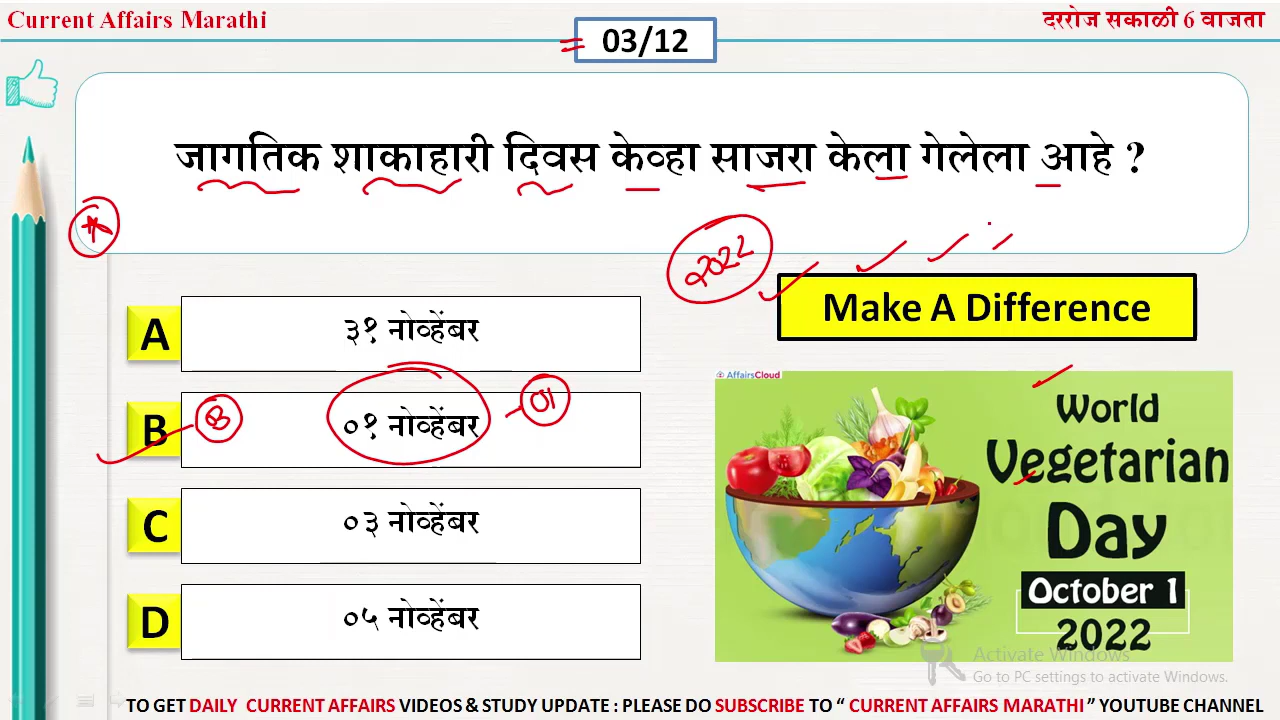 Current Affairs Marathi
दररोज सकाळी 6 वाजता
03/12
जागतिक शाकाहारी दिवस केव्हा साजरा केला गेलेला आहे ?
२०२२
Make A Difference
A
३१ नोव्हेंबर
B
B
०१ नोव्हेंबर
01
C
०३ नोव्हेंबर
D
०५ नोव्हेंबर
AffairsCloud
World
Vegetarian
Day
October 1
2022
Activate Windows
Go to PC settings to activate Windows.
TO GET DAILY CURRENT AFFAIRS VIDEOS & STUDY UPDATE : PLEASE DO SUBSCRIBE TO “ CURRENT AFFAIRS MARATHI ” YOUTUBE CHANNEL